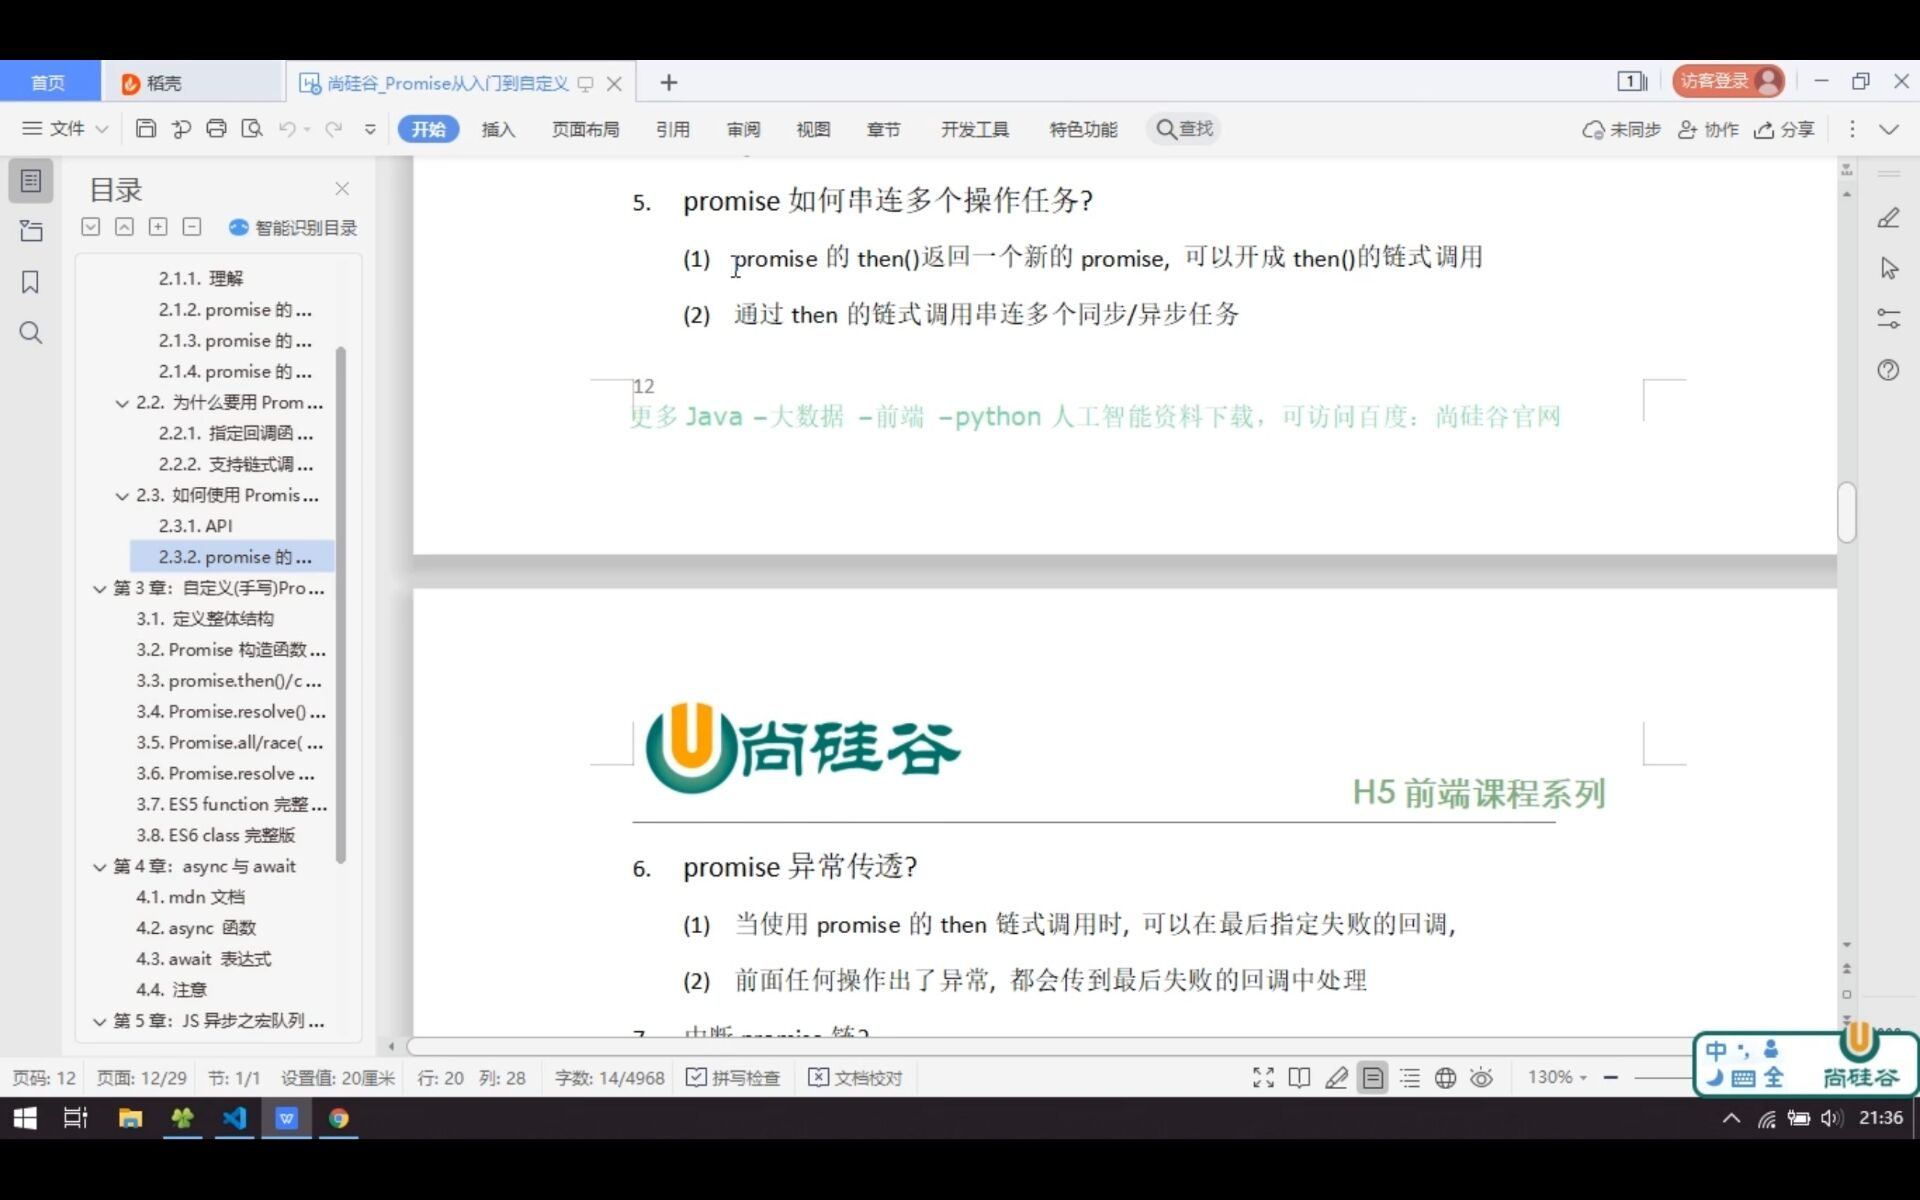 首页
稻壳
尚硅谷_Promise从入门到自定义
1
访客登录
文件
开始
插入
页面布局
引用
审阅
视图
章节
开发工具
特色功能
查找
未同步
协作
分享
目录
智能识别目录
2.1.1. 理解
2.1.2. promise 的...
2.1.3. promise 的...
2.1.4. promise 的...
2.2. 为什么要用 Prom...
2.2.1. 指定回调函...
2.2.2. 支持链式调...
2.3. 如何使用 Promis...
2.3.1. API
2.3.2. promise 的...
第 3 章：自定义(手写)Pro...
3.1. 定义整体结构
3.2. Promise 构造函数...
3.3. promise.then()/c...
3.4. Promise.resolve()...
3.5. Promise.all/race(...
3.6. Promise.resolve...
3.7. ES5 function 完整...
3.8. ES6 class 完整版
第 4 章：async 与 await
4.1. mdn 文档
4.2. async 函数
4.3. await 表达式
4.4. 注意
第 5 章：JS 异步之宏队列...
5. promise 如何串连多个操作任务?
(1) promise 的 then()返回一个新的 promise, 可以开成 then()的链式调用
(2) 通过 then 的链式调用串连多个同步/异步任务
12
更多 Java –大数据 –前端 –python 人工智能资料下载，可访问百度：尚硅谷官网
尚硅谷
H5 前端课程系列
6. promise 异常传透?
(1) 当使用 promise 的 then 链式调用时, 可以在最后指定失败的回调,
(2) 前面任何操作出了异常, 都会传到最后失败的回调中处理
7. 中断 promise 链?
页码: 12
页面: 12/29
节: 1/1
设置值: 20厘米
行: 20
列: 28
字数: 14/4968
拼写检查
文档校对
130%
中
全
尚硅谷
21:36